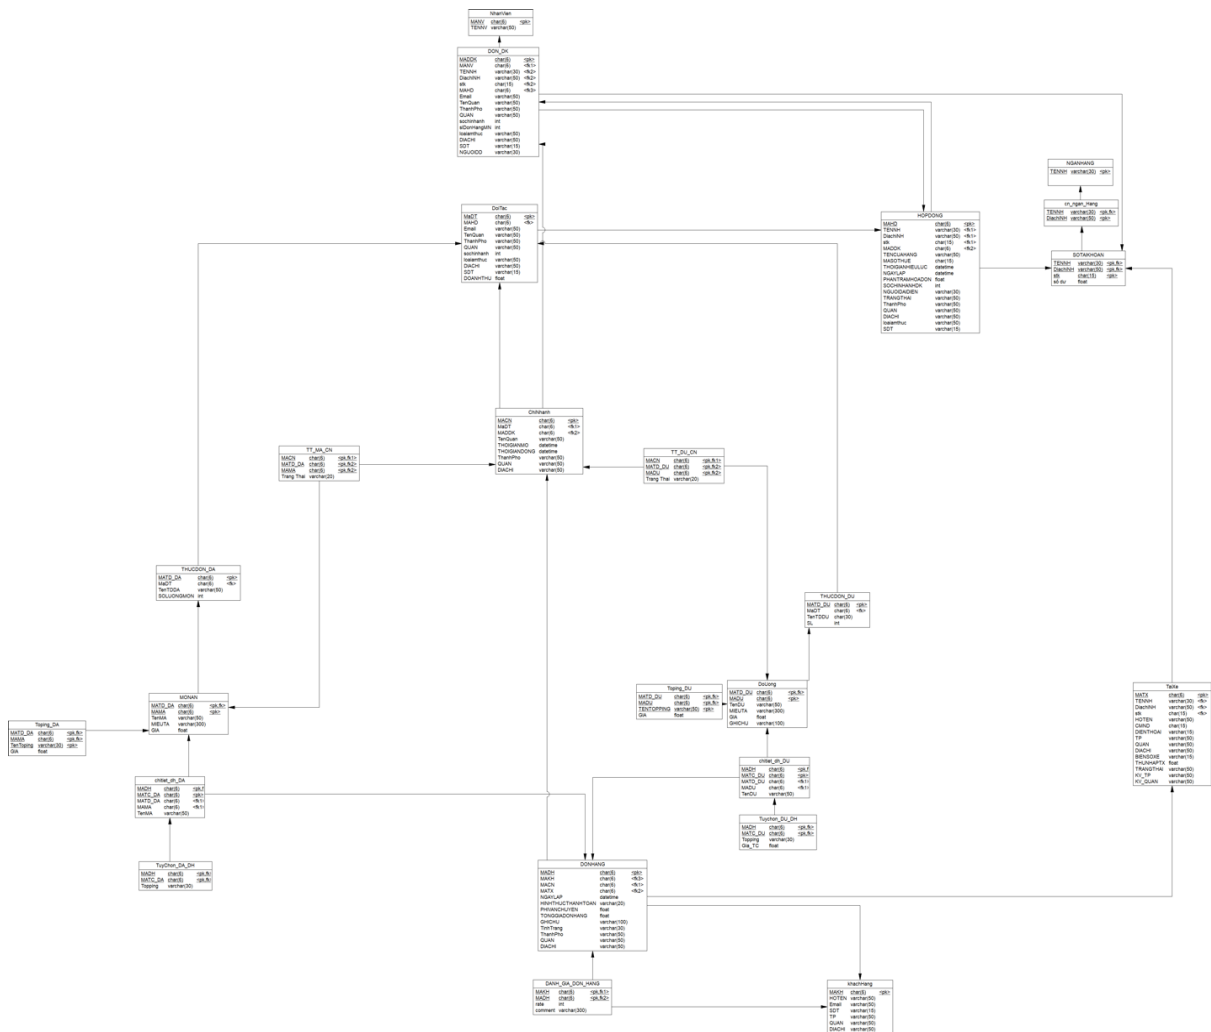 NhanVien
MANV char(6) <pk>
TENNV varchar(50)
DON_DK
MADDK char(6) <pk>
MANV char(6) <fk1>
TENNH varchar(30) <fk2>
DiachiNH varchar(50) <fk2>
stk char(15) <fk2>
MAHD char(6) <fk3>
Email varchar(50)
TenQuan varchar(50)
ThanhPho varchar(50)
QUAN varchar(50)
sochinhanh int
slDonHangMN int
loaiamthuc varchar(50)
DIACHI varchar(50)
SDT varchar(15)
NGUOIDD varchar(30)
NGANHANG
TENNH varchar(30) <pk>
cn_ngan_Hang
TENNH varchar(30) <pk,fk>
DiachiNH varchar(50) <pk>
DoiTac
MaDT char(6) <pk>
MAHD char(6) <fk>
Email varchar(50)
TenQuan varchar(50)
ThanhPho varchar(50)
QUAN varchar(50)
sochinhanh int
loaiamthuc varchar(50)
DIACHI varchar(50)
SDT varchar(15)
DOANHTHU float
HOPDONG
MAHD char(6) <pk>
TENNH varchar(30) <fk1>
DiachiNH varchar(50) <fk1>
stk char(15) <fk1>
MADDK char(6) <fk2>
TENCUAHANG varchar(50)
MASOTHUE char(15)
THOIGIANHIEULUC datetime
NGAYLAP datetime
PHANTRAMHOADON float
SOCHINHANHDK int
NGUOIDAIDIEN varchar(30)
TRANGTHAI varchar(50)
ThanhPho varchar(50)
QUAN varchar(50)
DIACHI varchar(50)
loaiamthuc varchar(50)
SDT varchar(15)
SOTAIKHOAN
TENNH varchar(30) <pk,fk>
DiachiNH varchar(50) <pk,fk>
stk char(15) <pk>
số dư float
ChiNhanh
MACN char(6) <pk>
MaDT char(6) <fk1>
MADDK char(6) <fk2>
TenQuan varchar(50)
THOIGIANMO datetime
THOIGIANDONG datetime
ThanhPho varchar(50)
QUAN varchar(50)
DIACHI varchar(50)
TT_MA_CN
MACN char(6) <pk,fk1>
MATD_DA char(6) <pk,fk2>
MAMA char(6) <pk,fk2>
Trang Thai varchar(20)
TT_DU_CN
MACN char(6) <pk,fk1>
MATD_DU char(6) <pk,fk2>
MADU char(6) <pk,fk2>
Trang Thai varchar(20)
THUCDON_DA
MATD_DA char(6) <pk>
MaDT char(6) <fk>
TenTDDA varchar(50)
SOLUONGMON int
THUCDON_DU
MATD_DU char(6) <pk>
MaDT char(6) <fk>
TenTDDU char(30)
SL int
MONAN
MATD_DA char(6) <pk,fk>
MAMA char(6) <pk>
TenMA varchar(50)
MIEUTA varchar(300)
GIA float
Toping_DA
MATD_DA char(6) <pk,fk>
MAMA char(6) <pk,fk>
TenToping varchar(30) <pk>
GIA float
Toping_DU
MATD_DU char(6) <pk,fk>
MADU char(6) <pk,fk>
TENTOPPING varchar(50) <pk>
GIA float
DoUong
MATD_DU char(6) <pk,fk>
MADU char(6) <pk>
TenDU varchar(50)
MIEUTA varchar(300)
GIA float
GHICHU varchar(100)
TaiXe
MATX char(6) <pk>
TENNH varchar(30) <fk>
DiachiNH varchar(50) <fk>
stk char(15) <fk>
HOTEN varchar(50)
CMND char(15)
DIENTHOAI varchar(15)
TP varchar(50)
QUAN varchar(50)
DIACHI varchar(50)
BIENSOXE varchar(15)
THUNHAPTX float
TRANGTHAI varchar(50)
KV_TP varchar(50)
KV_QUAN varchar(50)
chitiet_dh_DA
MADH char(6) <pk,f
MATC_DA char(6) <pk>
MATD_DA char(6) <fk1
MAMA char(6) <fk1
TenMA varchar(50)
chitiet_dh_DU
MADH char(6) <pk,f
MATC_DU char(6) <pk>
MATD_DU char(6) <fk1
MADU char(6) <fk1
TenDU varchar(50)
TuyChon_DA_DH
MADH char(6) <pk,fk
MATC_DA char(6) <pk,fk
Topping varchar(30)
Tuychon_DU_DH
MADH char(6) <pk,fk>
MATC_DU char(6) <pk,fk>
Topping varchar(30)
Gia_TC float
DONHANG
MADH char(6) <pk>
MAKH char(6) <fk3>
MACN char(6) <fk1>
MATX char(6) <fk2>
NGAYLAP datetime
HINHTHUCTHANHTOAN varchar(20)
PHIVANCHUYEN float
TONGGIADONHANG float
GHICHU varchar(100)
TinhTrang varchar(30)
ThanhPho varchar(50)
QUAN varchar(50)
DIACHI varchar(50)
DANH_GIA_DON_HANG
MAKH char(6) <pk,fk1>
MADH char(6) <pk,fk2>
rate int
comment varchar(300)
khachHang
MAKH char(6) <pk>
HOTEN varchar(50)
Email varchar(50)
SDT varchar(15)
TP varchar(50)
QUAN varchar(50)
DIACHI varchar(50)